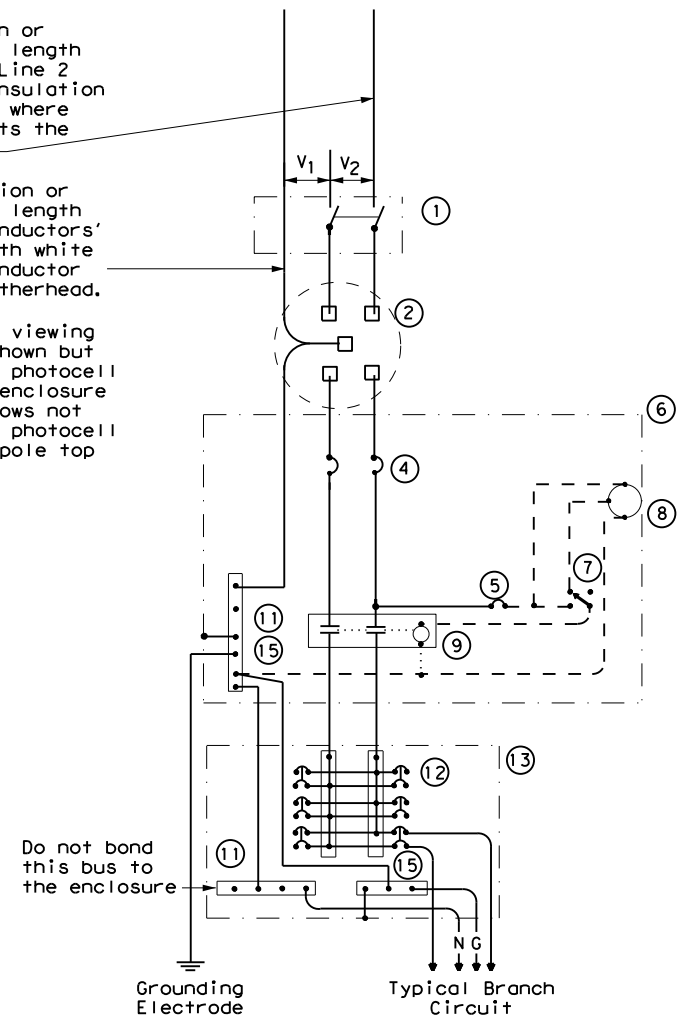 or
length
Line 2
where
ts the
ion or
length
nductors'
th white
nductor
therhead.
viewing
hown but
photocell
enclosure
ows not
photocell
pole top
V1
V2
1
2
6
4
8
7
5
11
15
9
13
12
11
15
Do not bond
this bus to
the enclosure
N G
Grounding
Electrode
Typical Branch
Circuit